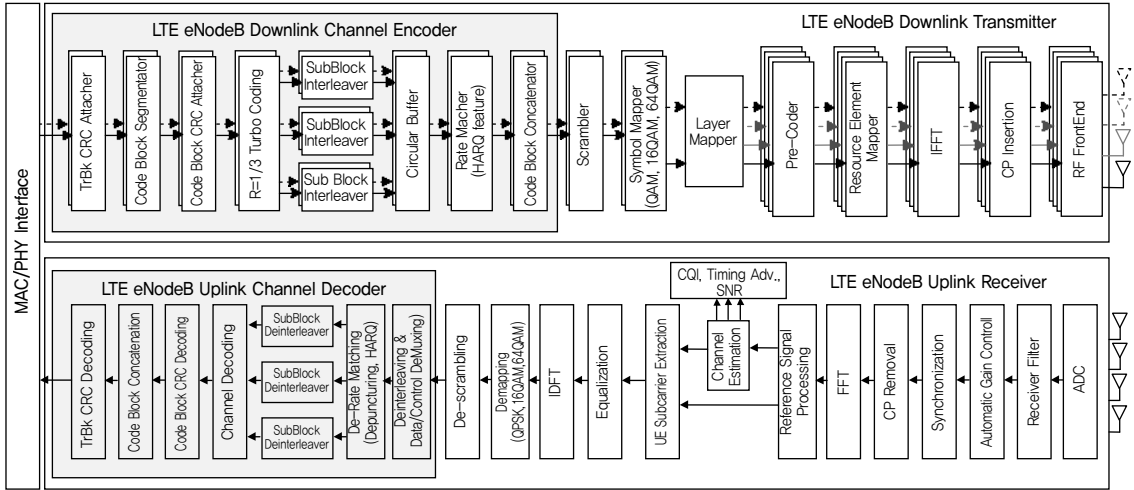 MAC/PHY Interface
LTE eNodeB Downlink Channel Encoder
LTE eNodeB Downlink Transmitter
TrBk CRC Attacher
Code Block Segmentator
Code Block CRC Attacher
R=1/3 Turbo Coding
SubBlock
Interleaver
SubBlock
Interleaver
Sub Block
Interleaver
Circular Buffer
Rate Macher
(HARQ feature)
Code Block Concatenator
Scrambler
Symbol Mapper
(QAM, 16QAM, 64QAM)
Layer
Mapper
Pre-Coder
Resource Element
Mapper
IFFT
CP Insertion
RF FrontEnd
LTE eNodeB Uplink Channel Decoder
CQI, Timing Adv.,
SNR
LTE eNodeB Uplink Receiver
TrBk CRC Decoding
Code Block Concatenation
Code Block CRC Decoding
Channel Decoding
SubBlock
Deinterleaver
SubBlock
Deinterleaver
SubBlock
Deinterleaver
De-Rate Matching
(Depuncturing, HARQ)
Deinterleaving &
Data/Control DeMuxing)
De-scrambling
Demapping
(QPSK,16QAM,64QAM)
IDFT
Equalization
UE Subcarrier Extraction
Channel
Estimation
Reference Signal
Processing
FFT
CP Removal
Synchronization
Automatic Gain Controll
Receiver Filter
ADC